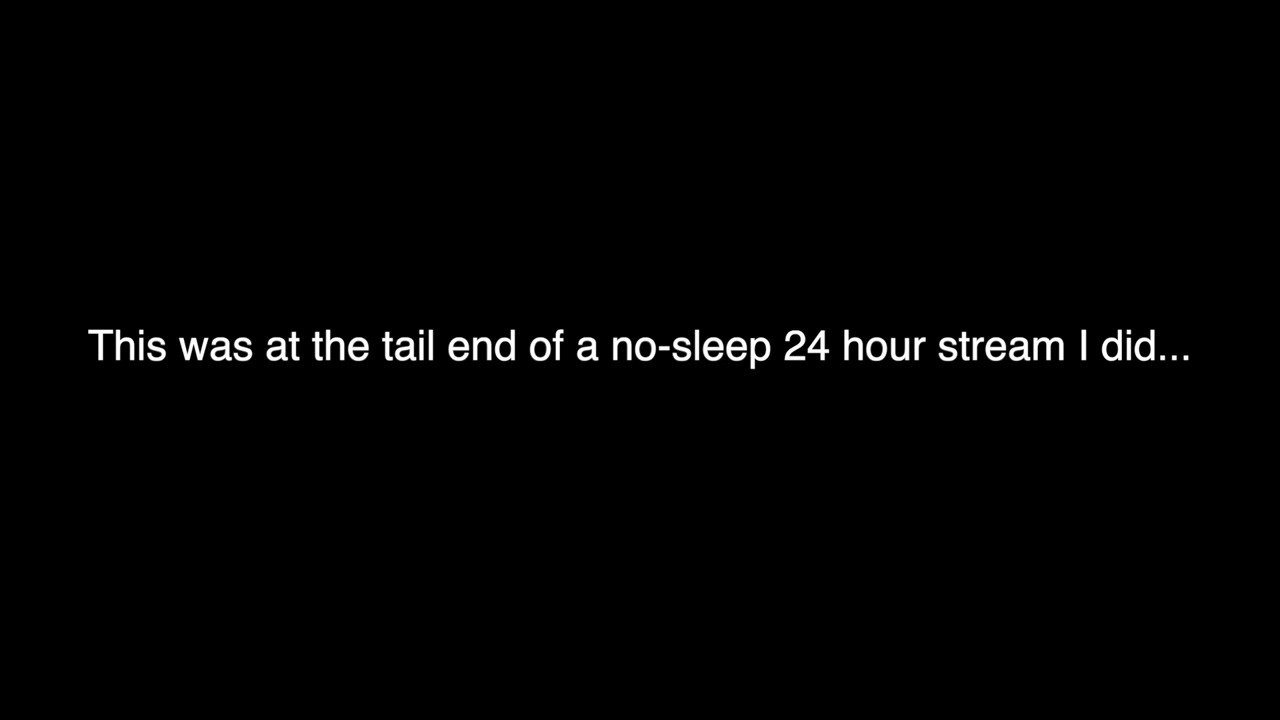 This was at the tail end of a no-sleep 24 hour stream I did...